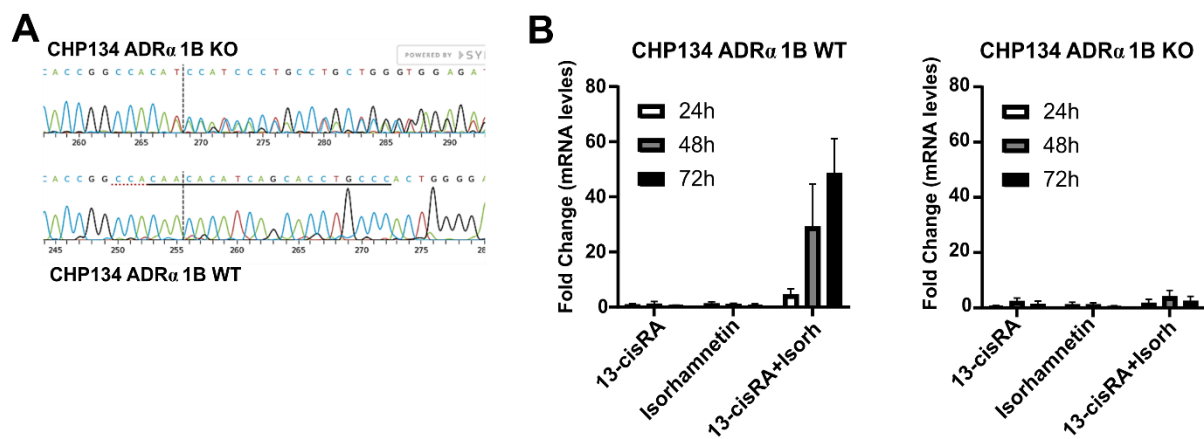 A
CHP134 ADRα 1B KO
POWERED BY SY
CACCGGCCACATCCATCCCTGCCTGCTGGGTGGAGA
260 265 270 275 280 285 290
CACCGGCCACAACACATCAGCACCTGCCCACTGGGGA
245 250 255 260 265 270 275 28
CHP134 ADRα 1B WT
B
CHP134 ADRα 1B WT
Fold Change (mRNA levles)
80
60
40
20
0
24h
48h
72h
13-cisRA
Isorhamnetin
13-cisRA+Isorh
CHP134 ADRα 1B KO
Fold Change (mRNA levles)
80
60
40
20
0
24h
48h
72h
13-cisRA
Isorhamnetin
13-cisRA+Isorh